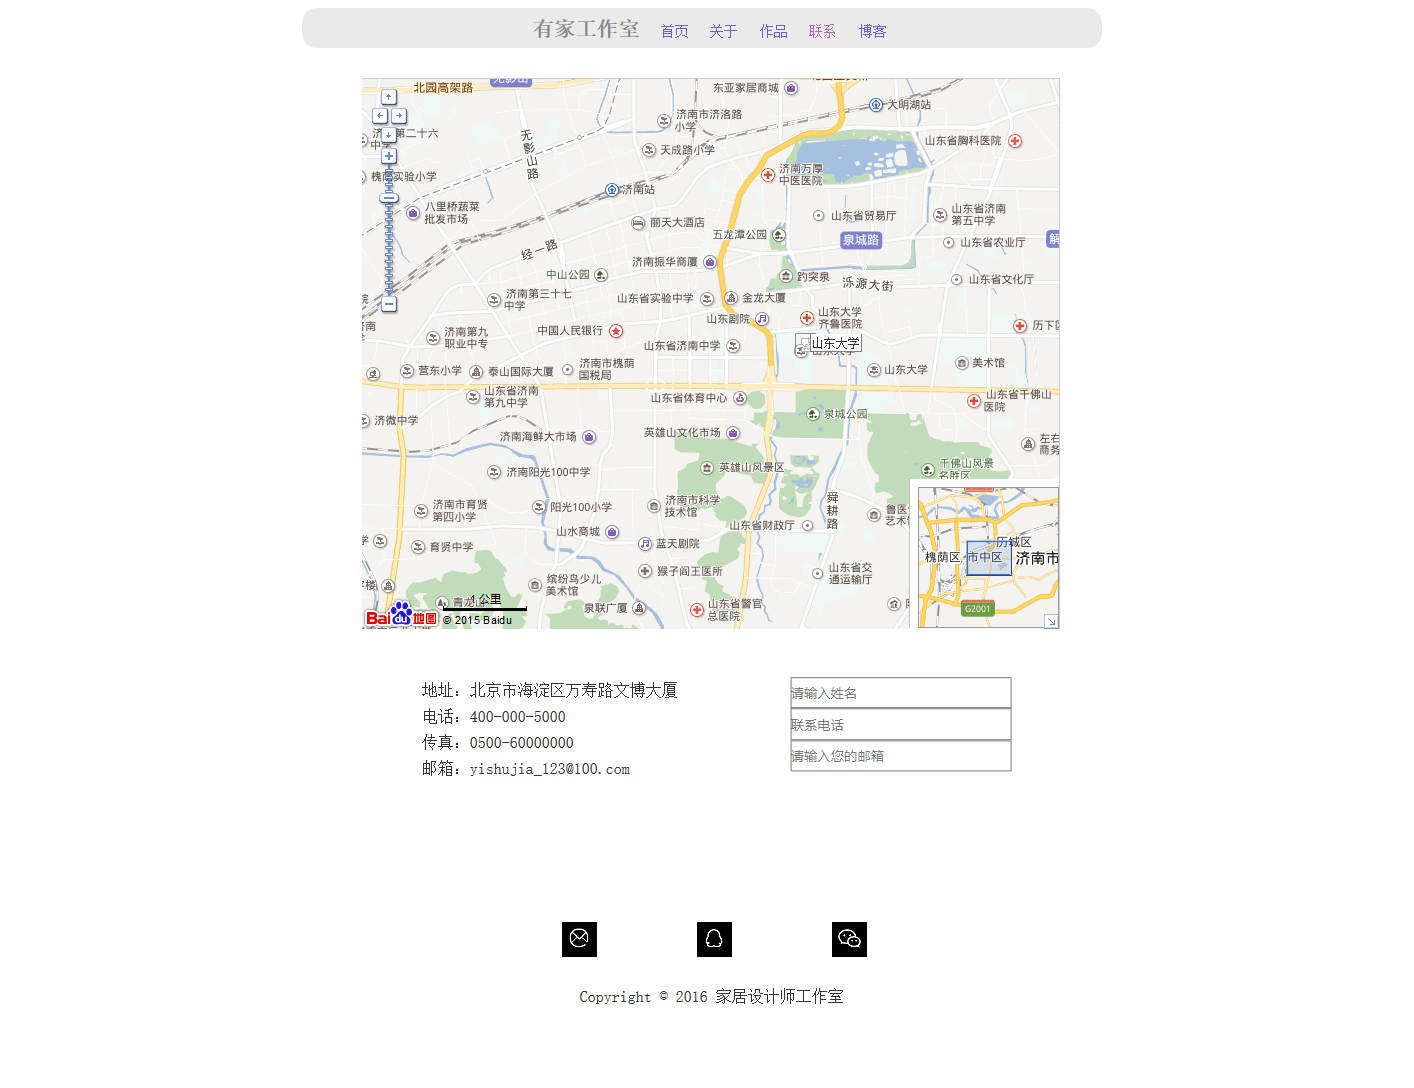 有家工作室 首页 关于 作品 联系 博客
北园高架路
东亚家居商城
大明湖站
济南市济洛路
小学
无影山路
天成路小学
山东省胸科医院
济南万厚
中医医院
槐荫实验小学
济南站
八里桥蔬菜
批发市场
丽天大酒店
山东省贸易厅
山东省济南
第五中学
五龙潭公园
泉城路
山东省农业厅
经一路
济南振华商厦
中山公园
趵突泉
泺源大街
山东省文化厅
济南第三十七
中学
山东省实验中学
金龙大厦
山东剧院
山东大学
齐鲁医院
历下区
济南第九
职业中专
中国人民银行
山东省济南中学
山东大学
营东小学
泰山国际大厦
济南市槐荫
国税局
山东大学
美术馆
山东省济南
第九中学
山东省体育中心
山东省千佛山
医院
济微中学
泉城公园
济南海鲜大市场
英雄山文化市场
左右
商务
济南阳光100中学
英雄山风景区
千佛山风景
名胜区
济南市育贤
第四小学
阳光100小学
济南市科学
技术馆
舜耕路
山水商城
山东省财政厅
育贤中学
蓝天剧院
历城区
槐荫区
市中区
济南市
缤纷鸟少儿
美术馆
猴子阎王医所
山东省交
通运输厅
青龙山
泉联广厦
山东省警官
总医院
G2001
4 公里
Bai du 地图
© 2015 Baidu
地址：北京市海淀区万寿路文博大厦
电话：400-000-5000
传真：0500-60000000
邮箱：yishujia_123@100.com
请输入姓名
联系电话
请输入您的邮箱
Copyright © 2016 家居设计师工作室